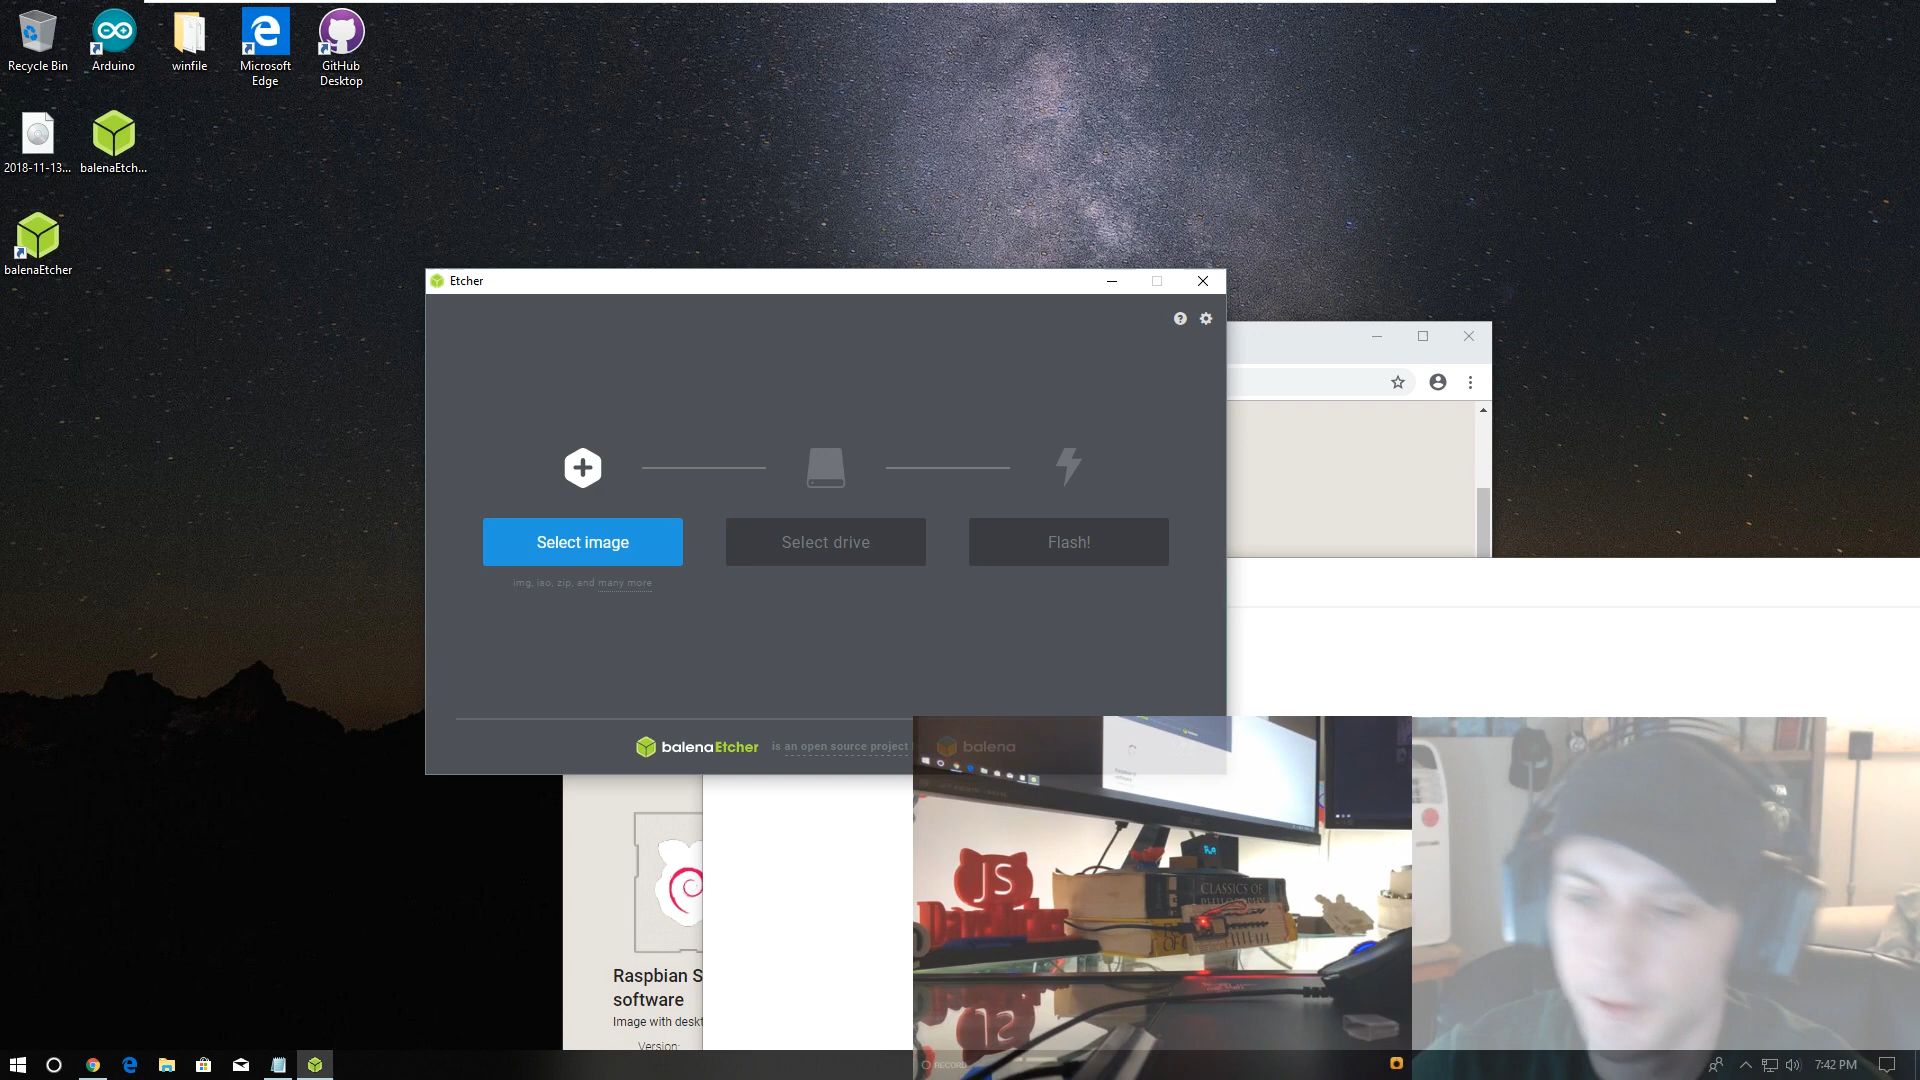 Recycle Bin
Arduino
winfile
Microsoft Edge
GitHub Desktop
2018-11-13...
balenaEtch...
balenaEtcher
Etcher
Select image
Select drive
Flash!
img, iso, zip, and many more
balenaEtcher is an open source project
balena
JS
CLASSICS OF
Raspbian S
software
Image with deskt
Version:
RECORD
7:42 PM